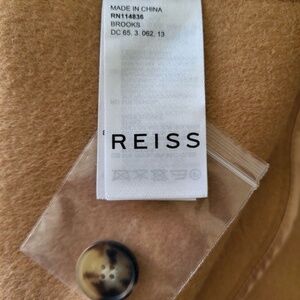 MADE IN CHINA
RN114836
BROOKS
DC 65. 3. 062. 13
REISS